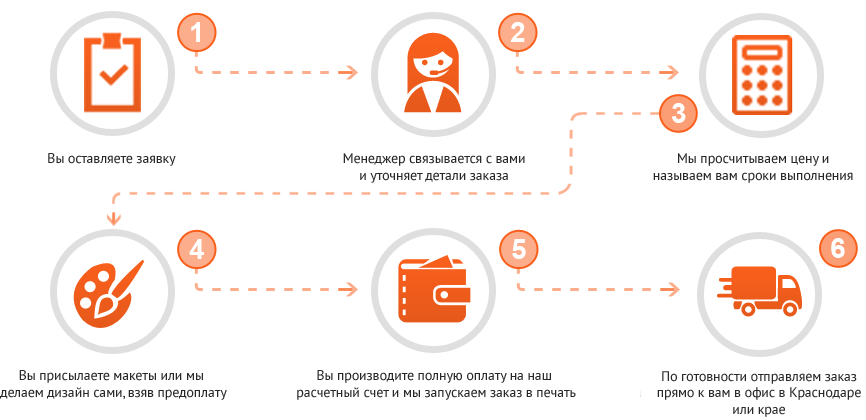 1
2
Вы оставляете заявку
Менеджер связывается с вами
и уточняет детали заказа
3
Мы просчитываем цену и
называем вам сроки выполнения
4
5
6
Вы присылаете макеты или мы
делаем дизайн сами, взяв предоплату
Вы производите полную оплату на наш
расчетный счет и мы запускаем заказ в печать
По готовности отправляем заказ
прямо к вам в офис в Краснодаре
или крае